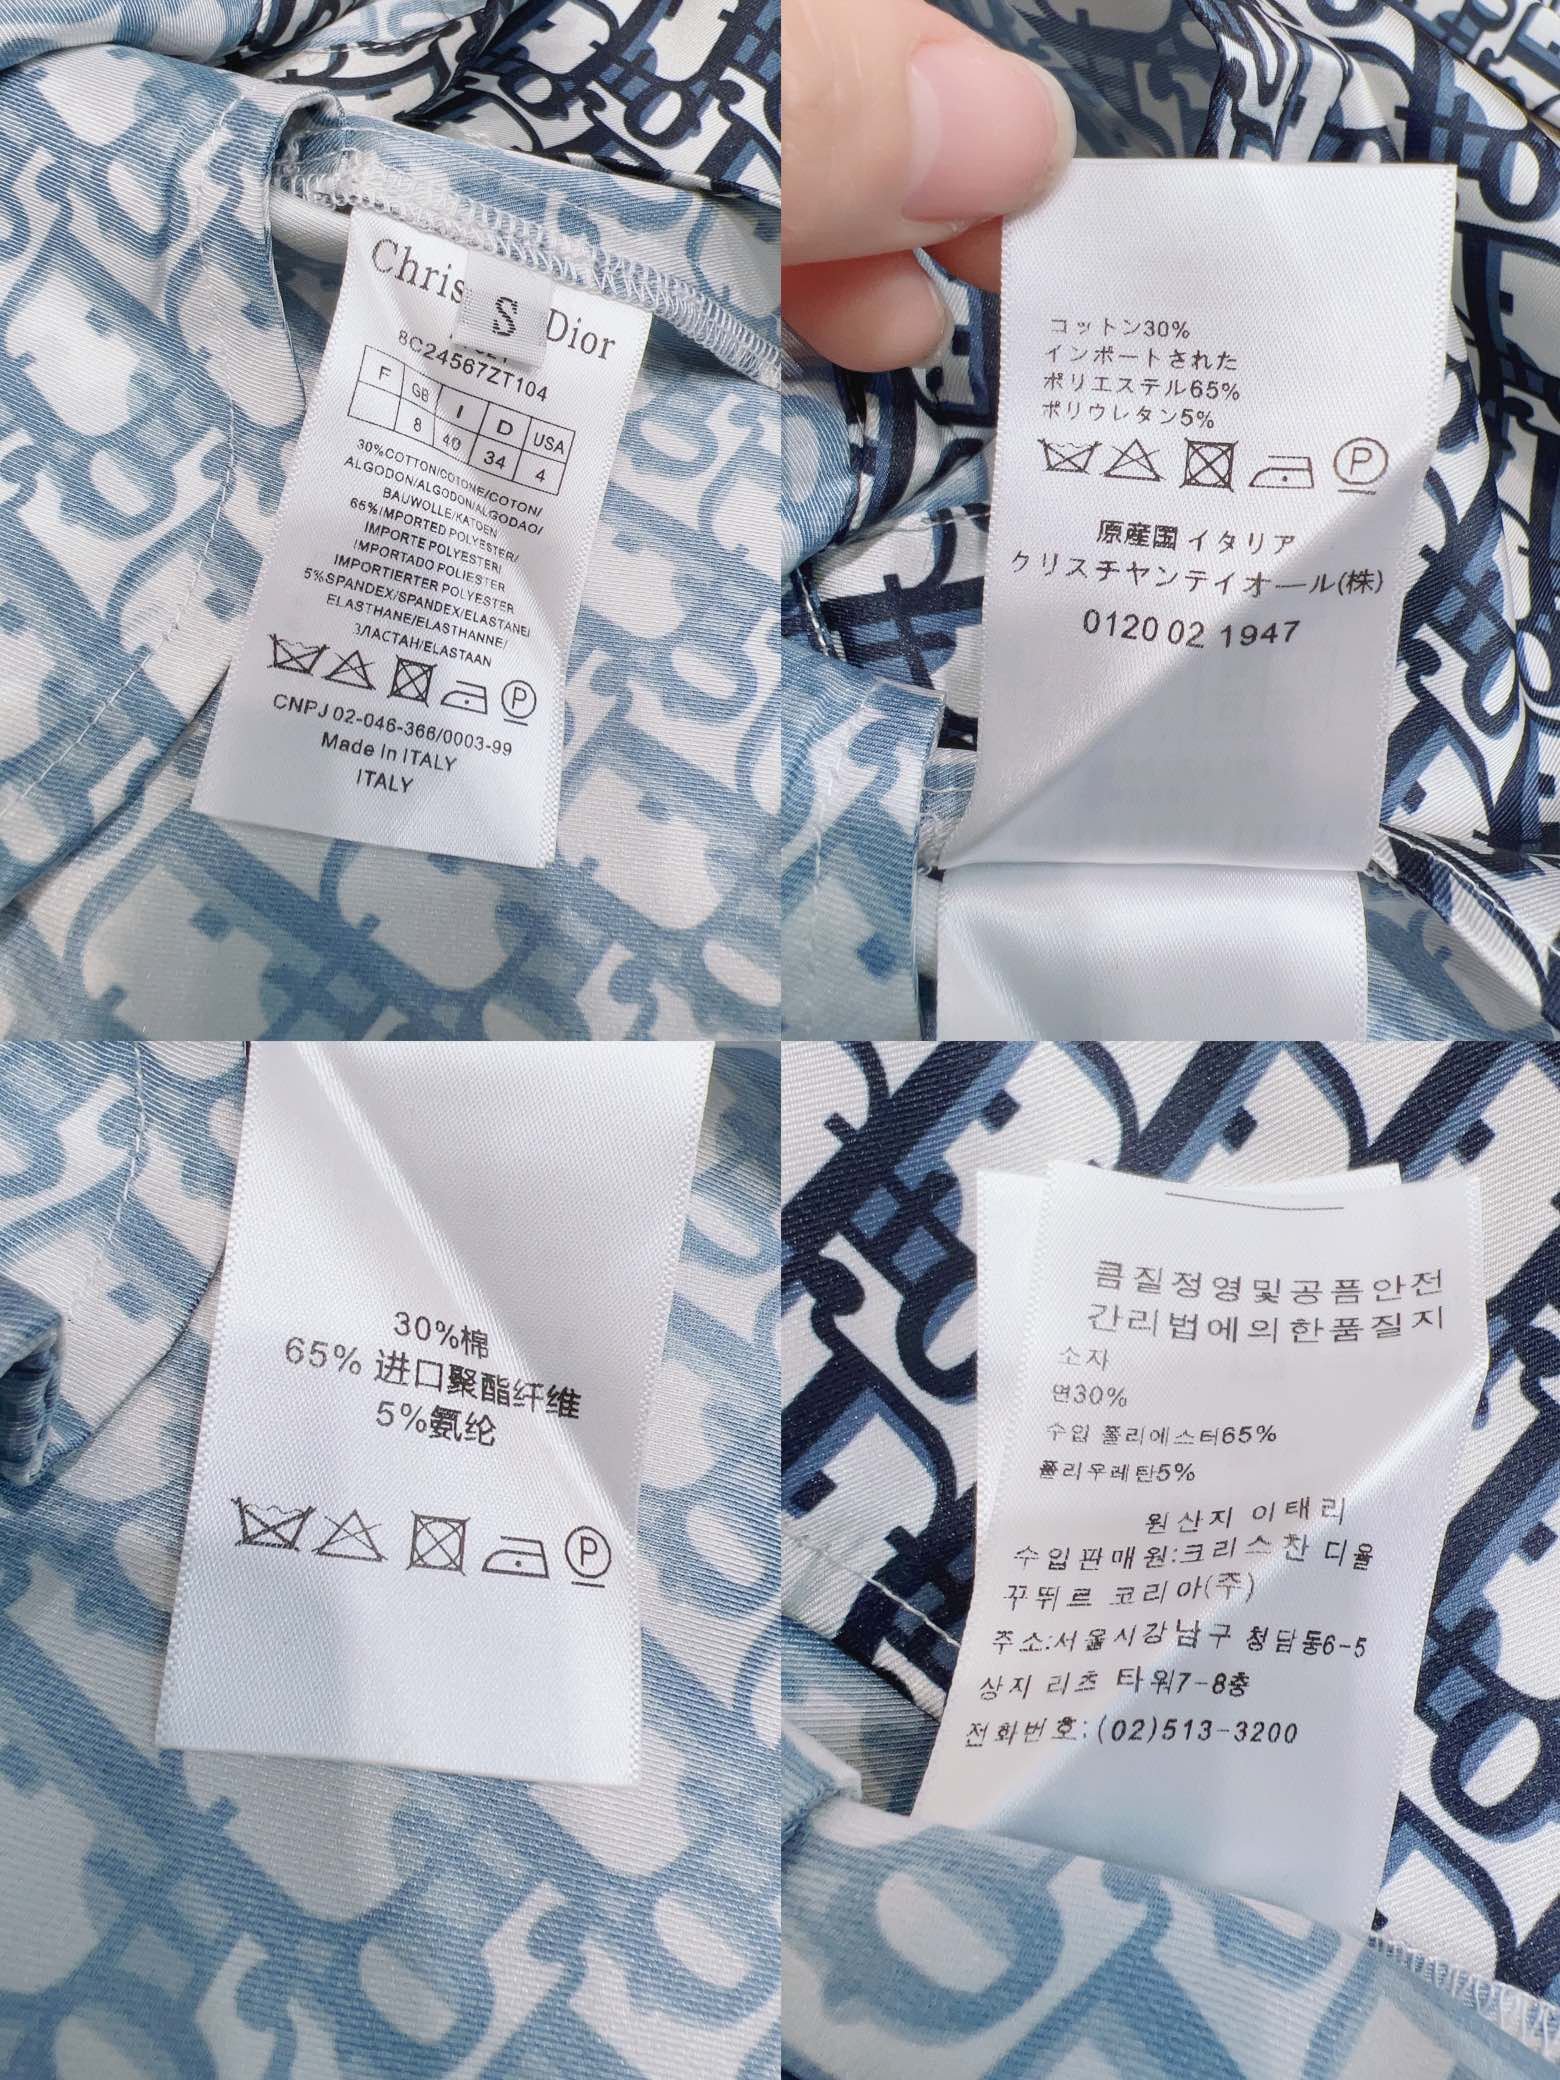 Chris Dior
S
8C24567ZT104
F GB I D USA
8 40 34 4
30%COTTON/COTONE/COTON/
ALGODON/ALGODON/ALGODAO/
BAUWOLLE/KATOEN
65%IMPORTED POLYESTER/
IMPORTE POLYESTER/
IMPORTADO POLIESTER
IMPORTIERTER POLYESTER
5%SPANDEX/SPANDEX/ELASTANE/
ELASTHANE/ELASTHANNE/
ЗЛАСТАН/ELASTAAN
P
CNPJ 02-046-366/0003-99
Made In ITALY
ITALY
コットン30%
インポートされた
ポリエステル65%
ポリウレタン5%
P
原産国イタリア
クリスチヤンテイオール(株)
0120 02 1947
30%棉
65% 进口聚酯纤维
5%氨纶
P
콤질정영및공품안전
간리법에의한품질지
소자
면30%
수입 폴리에스터65%
폴리우레탄5%
원산지 이태리
수입판매원:크리스찬 디올
꾸뛰르 코리아(주)
주소:서울시강남구 청담동6-5
상지 리츠 타워7-8층
전화번호:(02)513-3200